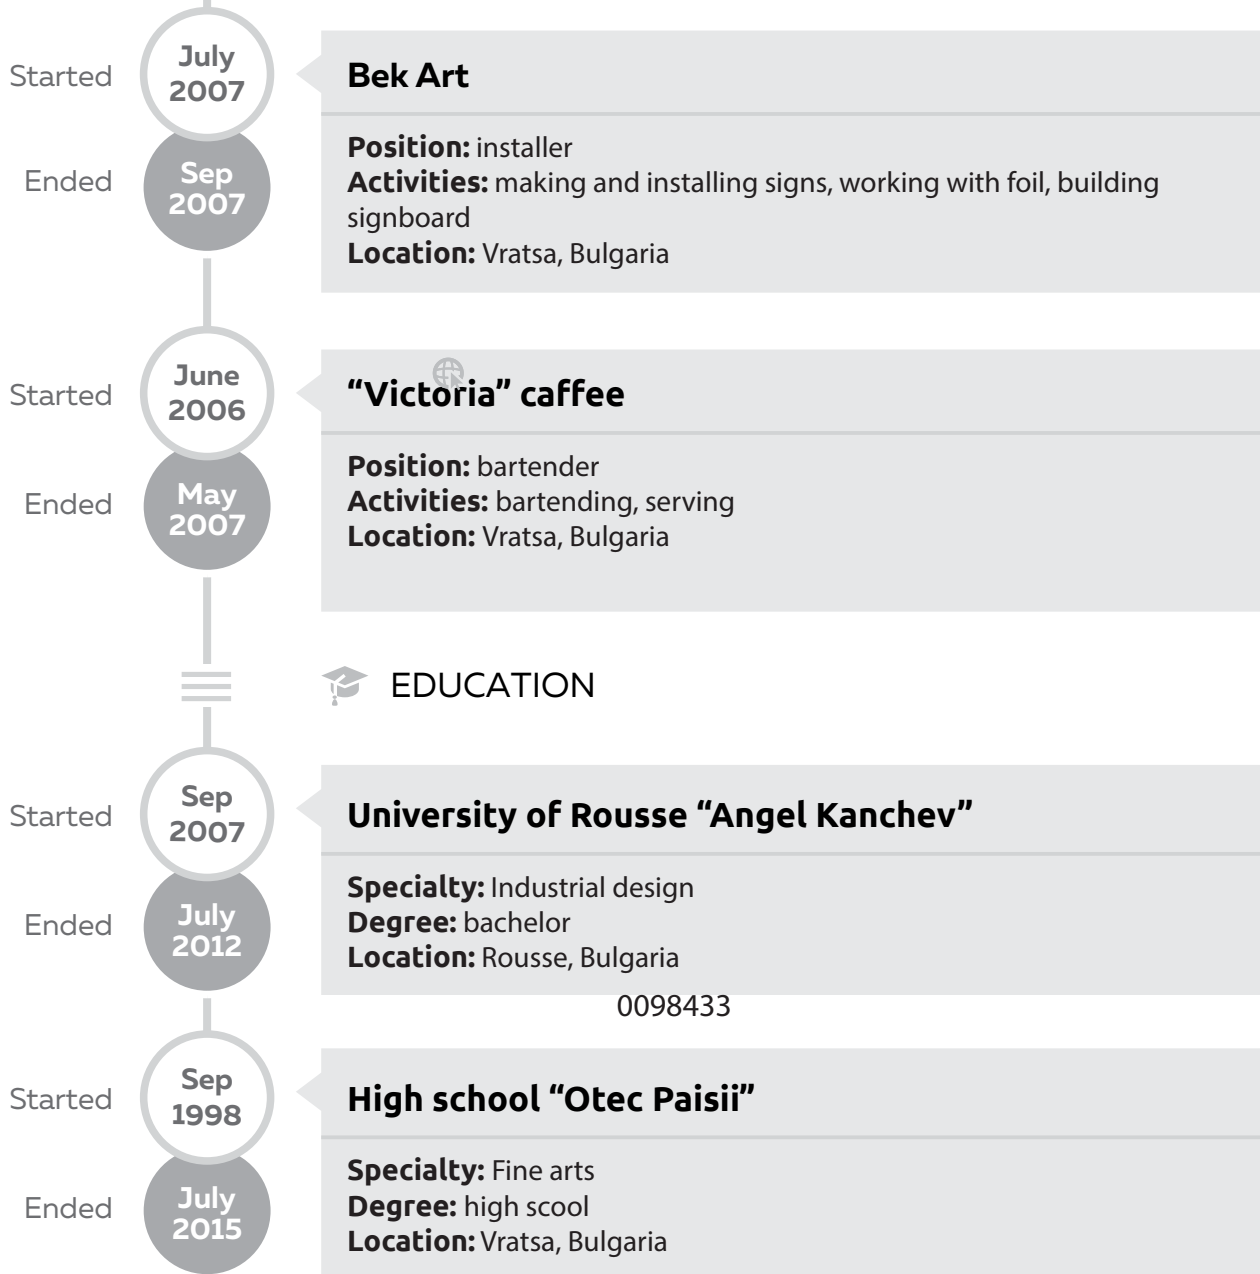 Started
July
2007
Ended
Sep
2007
Bek Art
Position: installer
Activities: making and installing signs, working with foil, building
signboard
Location: Vratsa, Bulgaria
Started
June
2006
Ended
May
2007
“Victoria” caffee
Position: bartender
Activities: bartending, serving
Location: Vratsa, Bulgaria
EDUCATION
Started
Sep
2007
Ended
July
2012
University of Rousse “Angel Kanchev”
Specialty: Industrial design
Degree: bachelor
Location: Rousse, Bulgaria
0098433
Started
Sep
1998
Ended
July
2015
High school “Otec Paisii”
Specialty: Fine arts
Degree: high scool
Location: Vratsa, Bulgaria